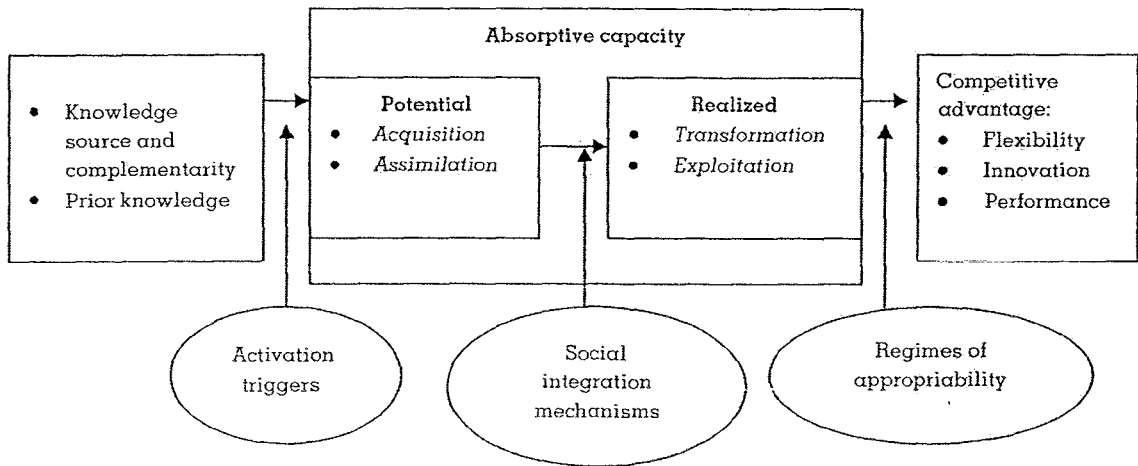 Absorptive capacity
• Knowledge
source and
complementarity
• Prior knowledge
Potential
• Acquisition
• Assimilation
Realized
• Transformation
• Exploitation
Competitive
advantage:
• Flexibility
• Innovation
• Performance
Activation
triggers
Social
integration
mechanisms
Regimes of
appropriability